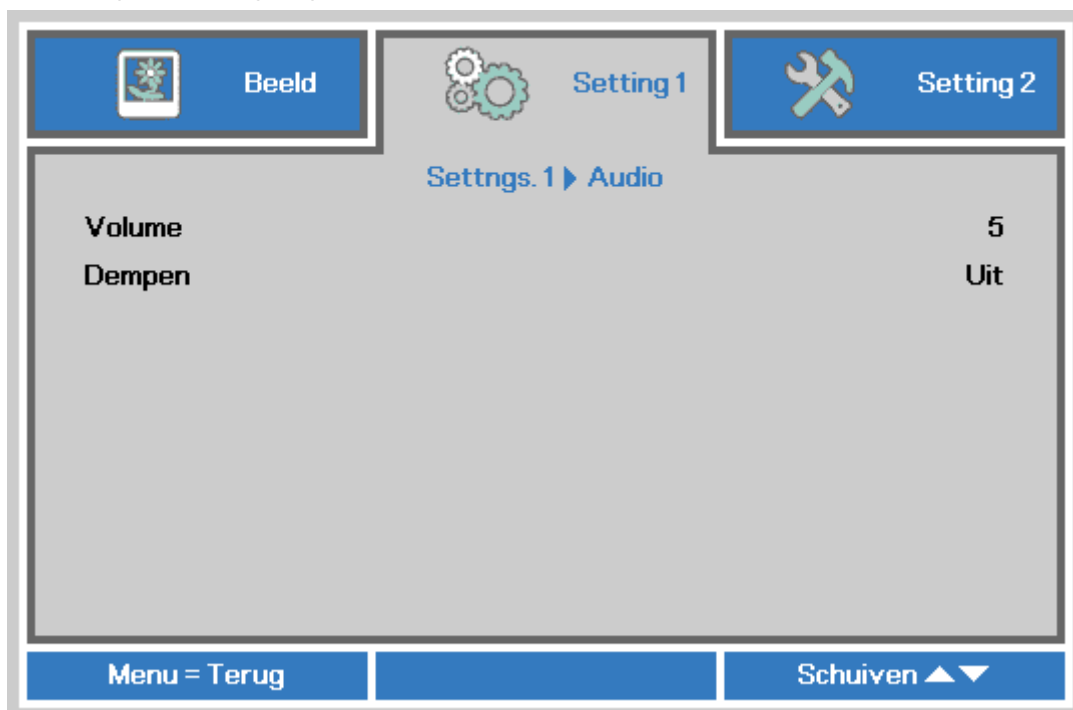 Beeld
Setting 1
Setting 2
Settngs. 1 ▶ Audio
Volume 5
Dempen Uit
Menu = Terug
Schuiven ▲▼